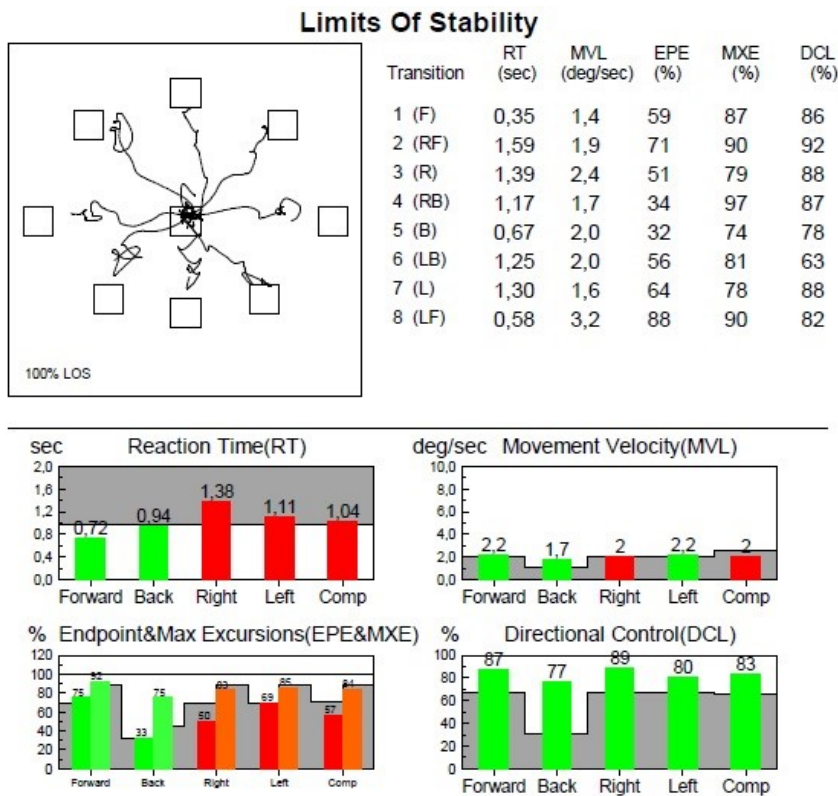 Limits Of Stability
Transition RT (sec) MVL (deg/sec) EPE (%) MXE (%) DCL (%)
1 (F) 0,35 1,4 59 87 86
2 (RF) 1,59 1,9 71 90 92
3 (R) 1,39 2,4 51 79 88
4 (RB) 1,17 1,7 34 97 87
5 (B) 0,67 2,0 32 74 78
6 (LB) 1,25 2,0 56 81 63
7 (L) 1,30 1,6 64 78 88
8 (LF) 0,58 3,2 88 90 82
100% LOS
sec Reaction Time(RT)
2,0
1,6
1,2
0,8
0,4
0,0
0,72 0,94 1,38 1,11 1,04
Forward Back Right Left Comp
deg/sec Movement Velocity(MVL)
10,0
8,0
6,0
4,0
2,0
0,0
2,2 1,7 2 2,2 2
Forward Back Right Left Comp
% Endpoint&Max Excursions(EPE&MXE)
120
100
80
60
40
20
0
75 92 33 75 50 83 69 85 57 84
Forward Back Right Left Comp
% Directional Control(DCL)
100
80
60
40
20
0
87 77 89 80 83
Forward Back Right Left Comp